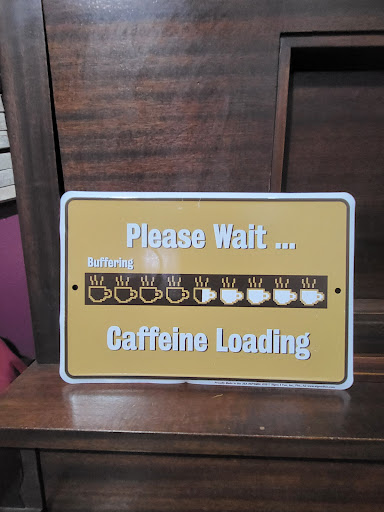 Please Wait ...
Buffering
Caffeine Loading